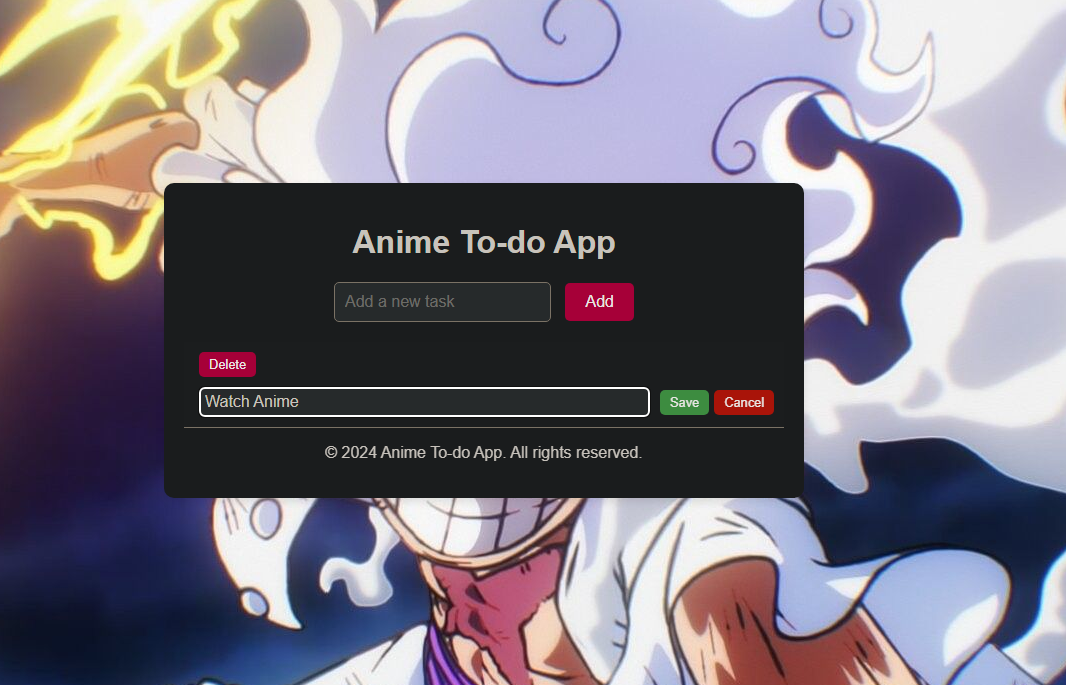 Anime To-do App
Add a new task Add
Delete
Watch Anime Save Cancel
© 2024 Anime To-do App. All rights reserved.